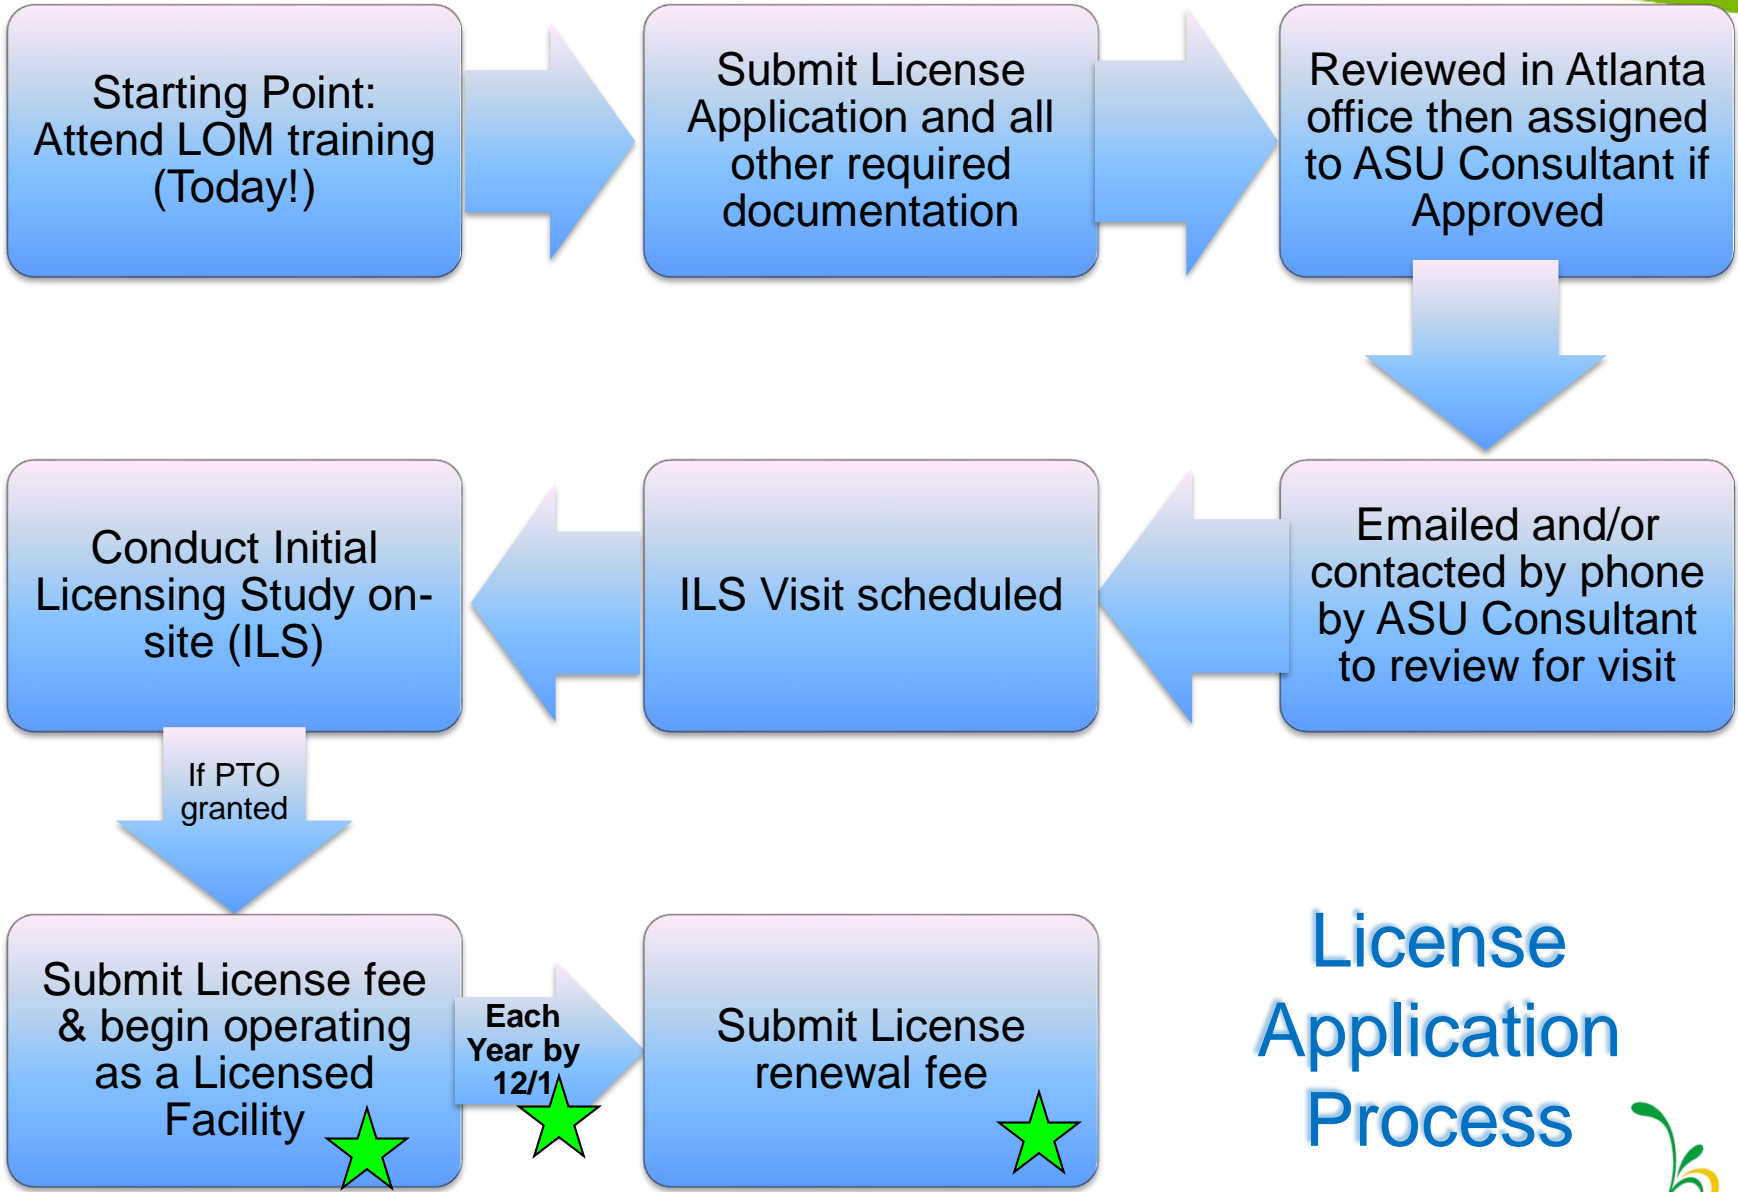 Starting Point:
Attend LOM training
(Today!)
Submit License
Application and all
other required
documentation
Reviewed in Atlanta
office then assigned
to ASU Consultant if
Approved
Emailed and/or
contacted by phone
by ASU Consultant
to review for visit
ILS Visit scheduled
Conduct Initial
Licensing Study on-
site (ILS)
If PTO
granted
Submit License fee
& begin operating
as a Licensed
Facility
Each
Year by
12/1
Submit License
renewal fee
License
Application
Process